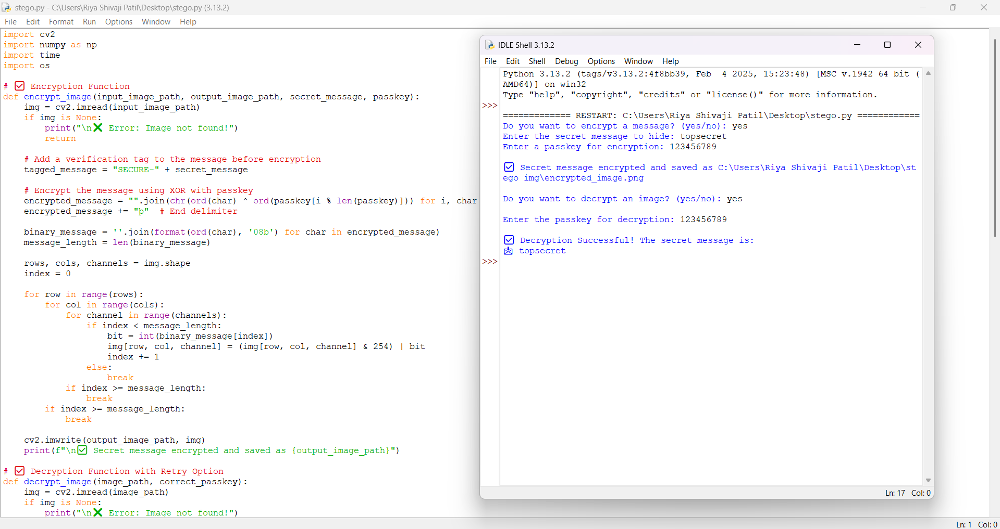 stego.py - C:\Users\Riya Shivaji Patil\Desktop\stego.py (3.13.2)
File Edit Format Run Options Window Help
import cv2
import numpy as np
import time
import os
# ☑ Encryption Function
def encrypt_image(input_image_path, output_image_path, secret_message, passkey):
    img = cv2.imread(input_image_path)
    if img is None:
        print("\n❌ Error: Image not found!")
        return
    # Add a verification tag to the message before encryption
    tagged_message = "SECURE-" + secret_message
    # Encrypt the message using XOR with passkey
    encrypted_message = "".join(chr(ord(char) ^ ord(passkey[i % len(passkey)])) for i, char
    encrypted_message += "þ"  # End delimiter
    binary_message = ''.join(format(ord(char), '08b') for char in encrypted_message)
    message_length = len(binary_message)
    rows, cols, channels = img.shape
    index = 0
    for row in range(rows):
        for col in range(cols):
            for channel in range(channels):
                if index < message_length:
                    bit = int(binary_message[index])
                    img[row, col, channel] = (img[row, col, channel] & 254) | bit
                    index += 1
                else:
                    break
            if index >= message_length:
                break
        if index >= message_length:
            break
    cv2.imwrite(output_image_path, img)
    print(f"\n☑ Secret message encrypted and saved as {output_image_path}")
# ☑ Decryption Function with Retry Option
def decrypt_image(image_path, correct_passkey):
    img = cv2.imread(image_path)
    if img is None:
        print("\n❌ Error: Image not found!")
Ln: 1 Col: 0
IDLE Shell 3.13.2
File Edit Shell Debug Options Window Help
Python 3.13.2 (tags/v3.13.2:4f8bb39, Feb  4 2025, 15:23:48) [MSC v.1942 64 bit (
AMD64)] on win32
Type "help", "copyright", "credits" or "license()" for more information.
>>>
============= RESTART: C:\Users\Riya Shivaji Patil\Desktop\stego.py ============
Do you want to encrypt a message? (yes/no): yes
Enter the secret message to hide: topsecret
Enter a passkey for encryption: 123456789
☑ Secret message encrypted and saved as C:\Users\Riya Shivaji Patil\Desktop\st
ego img\encrypted_image.png
Do you want to decrypt an image? (yes/no): yes
Enter the passkey for decryption: 123456789
☑ Decryption Successful! The secret message is:
📩 topsecret
>>>
Ln: 17 Col: 0